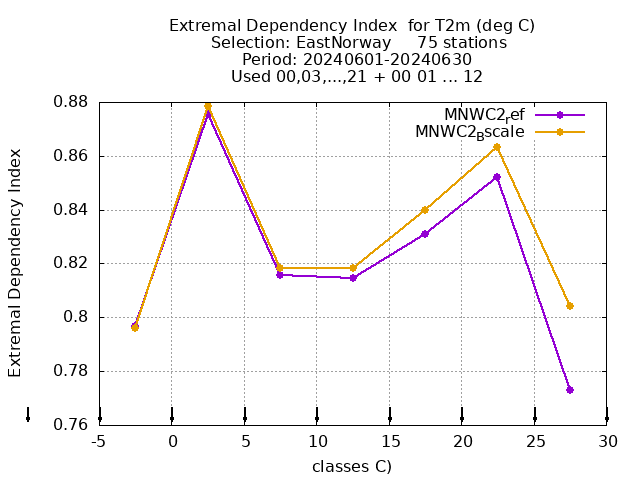 Extremal Dependency Index  for T2m (deg C)
Selection: EastNorway     75 stations
Period: 20240601-20240630
Used 00,03,...,21 + 00 01 ... 12
MNWC2ref
MNWC2Bscale
Extremal Dependency Index
0.88
0.86
0.84
0.82
0.8
0.78
0.76
-5 0 5 10 15 20 25 30
classes C)